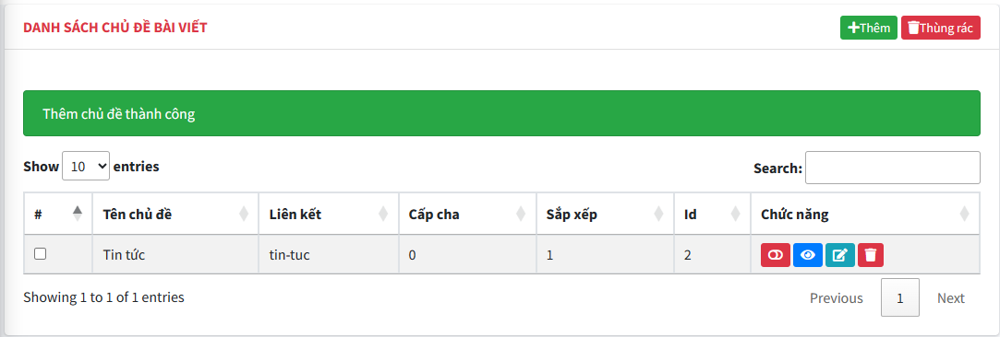 DANH SÁCH CHỦ ĐỀ BÀI VIẾT
Thêm Thùng rác
Thêm chủ đề thành công
Show 10 entries Search:
# Tên chủ đề Liên kết Cấp cha Sắp xếp Id Chức năng
Tin tức tin-tuc 0 1 2
Showing 1 to 1 of 1 entries Previous 1 Next